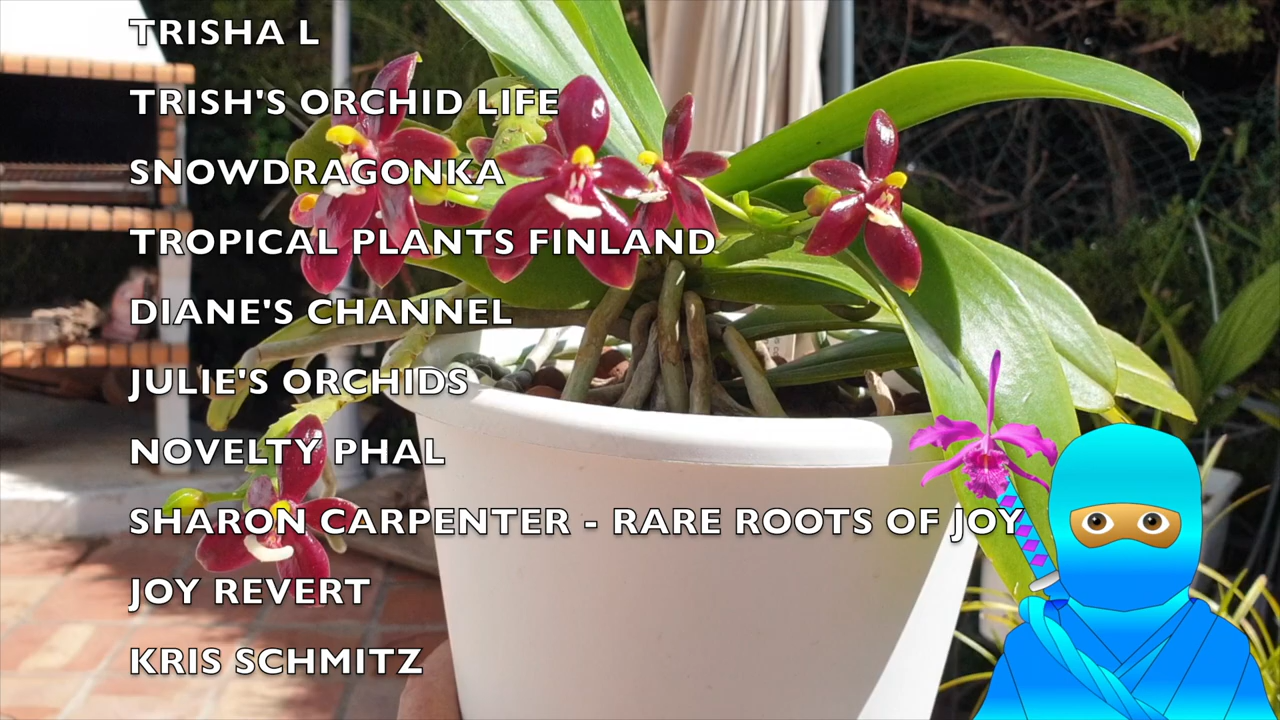 TRISHA L
TRISH'S ORCHID LIFE
SNOWDRAGONKA
TROPICAL PLANTS FINLAND
DIANE'S CHANNEL
JULIE'S ORCHIDS
NOVELTY PHAL
SHARON CARPENTER - RARE ROOTS OF JOY
JOY REVERT
KRIS SCHMITZ